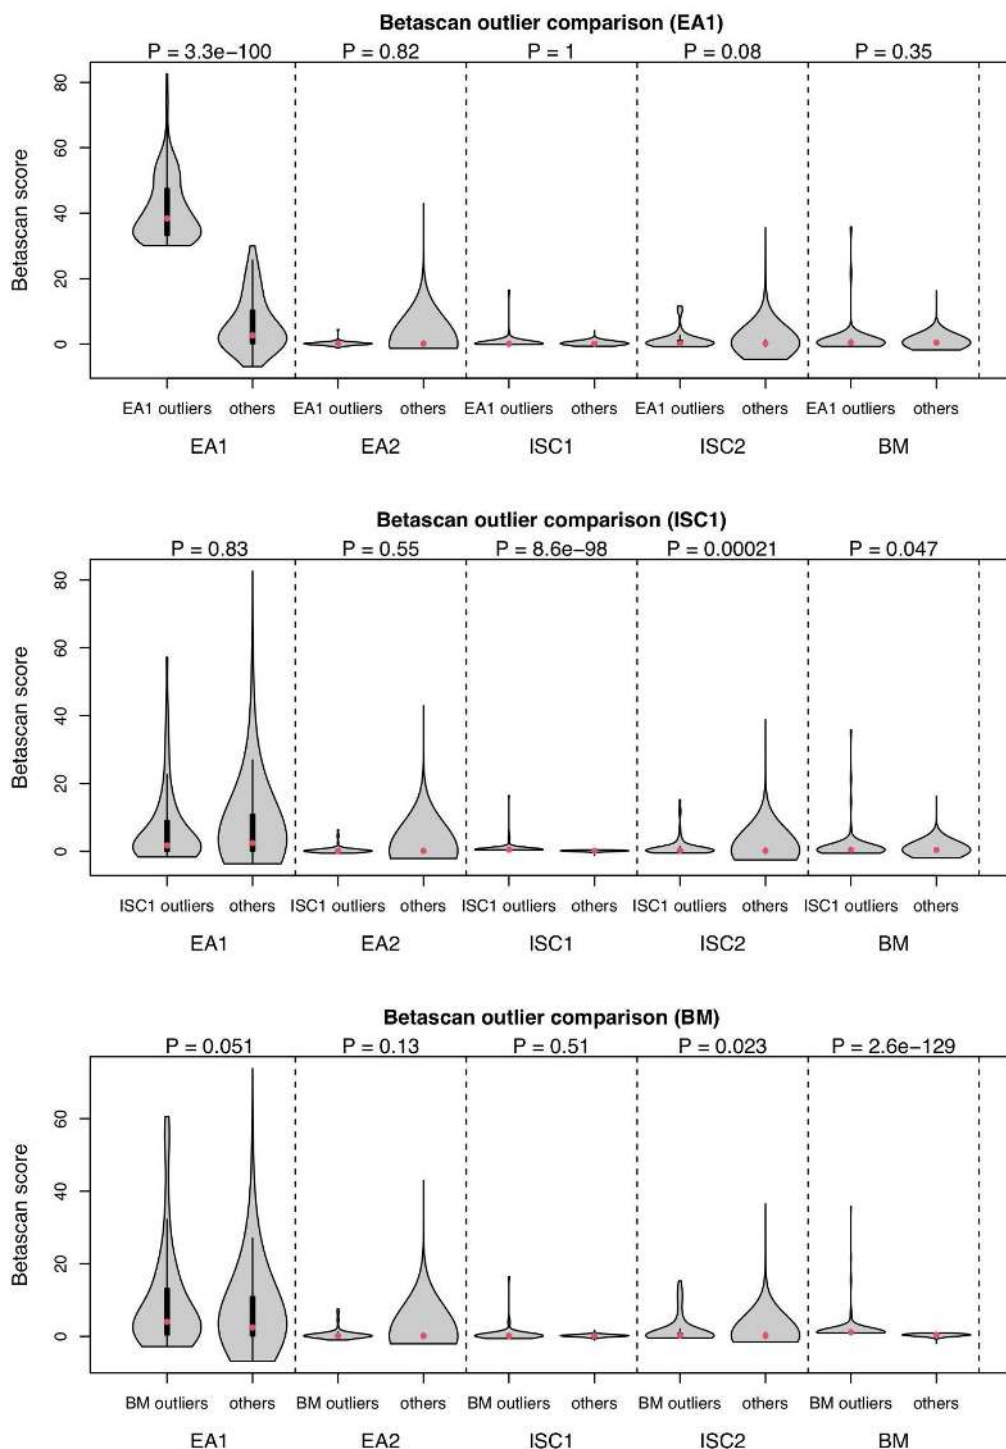 Betascan outlier comparison (EA1)
P = 3.3e−100 P = 0.82 P = 1 P = 0.08 P = 0.35
80
60
40
20
0
Betascan score
EA1 outliers others EA1 outliers others EA1 outliers others EA1 outliers others EA1 outliers others
EA1 EA2 ISC1 ISC2 BM
Betascan outlier comparison (ISC1)
P = 0.83 P = 0.55 P = 8.6e−98 P = 0.00021 P = 0.047
80
60
40
20
0
Betascan score
ISC1 outliers others ISC1 outliers others ISC1 outliers others ISC1 outliers others ISC1 outliers others
EA1 EA2 ISC1 ISC2 BM
Betascan outlier comparison (BM)
P = 0.051 P = 0.13 P = 0.51 P = 0.023 P = 2.6e−129
60
40
20
0
Betascan score
BM outliers others BM outliers others BM outliers others BM outliers others BM outliers others
EA1 EA2 ISC1 ISC2 BM